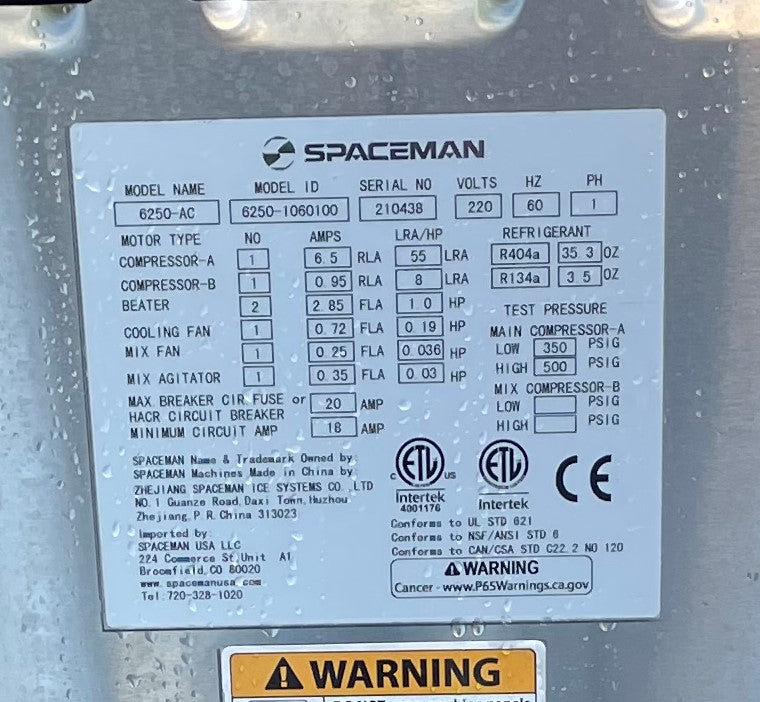 SPACEMAN
MODEL NAME MODEL ID SERIAL NO VOLTS HZ PH
6250-AC 6250-1060100 210438 220 60 1
MOTOR TYPE NO AMPS LRA/HP REFRIGERANT
COMPRESSOR-A 1 6.5 RLA 55 LRA R404a 35.3 OZ
COMPRESSOR-B 1 0.95 RLA 8 LRA R134a 3.5 OZ
BEATER 2 2.85 FLA 1.0 HP TEST PRESSURE
COOLING FAN 1 0.72 FLA 0.19 HP MAIN COMPRESSOR-A
MIX FAN 1 0.25 FLA 0.036 HP LOW 350 PSIG
MIX AGITATOR 1 0.35 FLA 0.03 HP HIGH 500 PSIG
MAX. BREAKER CIR. FUSE or 20 AMP MIX COMPRESSOR-B
HACR CIRCUIT BREAKER LOW PSIG
MINIMUM CIRCUIT AMP 18 AMP HIGH PSIG
SPACEMAN Name & Trademark Owned by:
SPACEMAN Machines Made in China by:
ZHEJIANG SPACEMAN ICE SYSTEMS CO., LTD
NO. 1 Guanze Road, Daxi Town, Huzhou
Zhejiang, P. R. China 313023
Imported by:
SPACEMAN USA LLC
224 Commerce St, Unit A1
Broomfield, CO 80020
www.spacemanusa.com
Tel: 720-328-1020
c ETL us ETL CE
Intertek Intertek
4001176
Conforms to UL STD 621
Conforms to NSF/ANSI STD 6
Conforms to CAN/CSA STD C22.2 NO 120
WARNING
Cancer - www.P65Warnings.ca.gov
WARNING